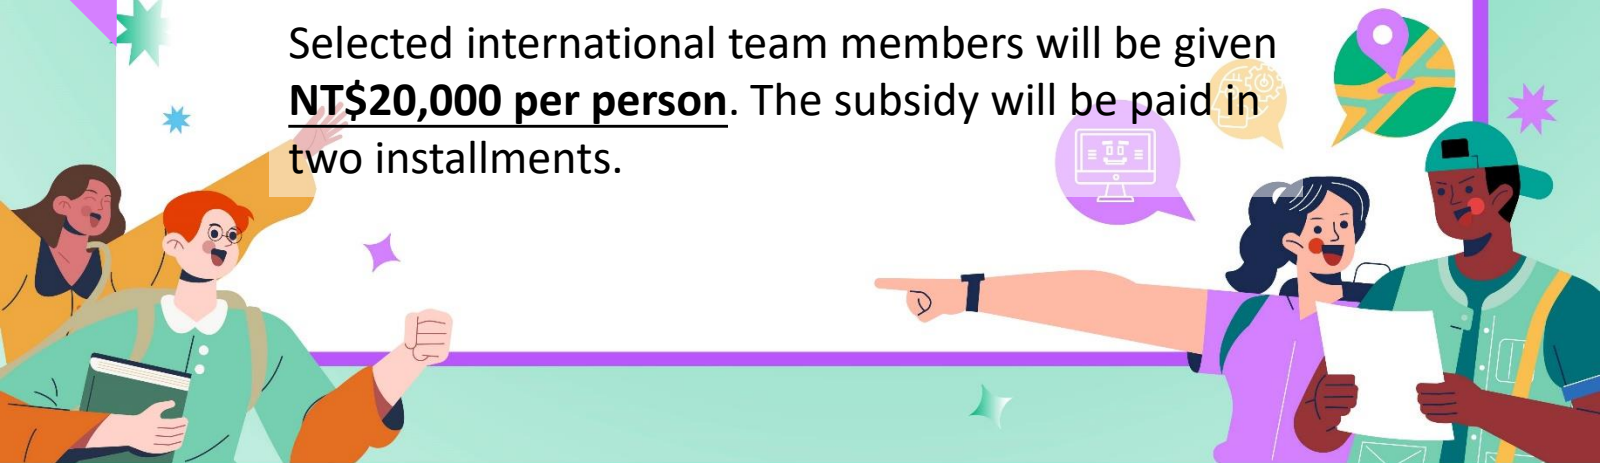 Selected international team members will be given
NT$20,000 per person. The subsidy will be paid in
two installments.